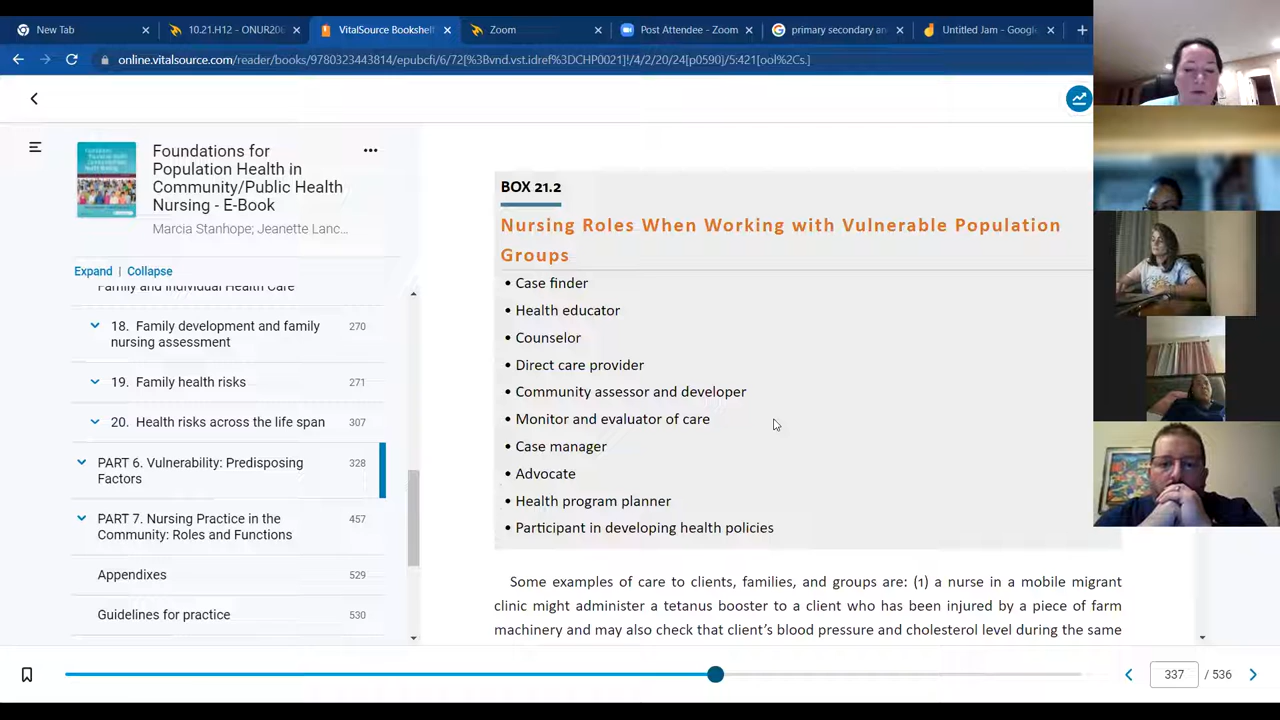 New Tab
10.21.H12 - ONUR206
VitalSource Bookshelf
Zoom
Post Attendee - Zoom
primary secondary an
Untitled Jam - Google
online.vitalsource.com/reader/books/9780323443814/epubcfi/6/72[%3Bvnd.vst.idref%3DCHP0021]!/4/2/20/24[p0590]/5:421[ool%2Cs.]
Foundations for
Population Health in
Community/Public Health
Nursing - E-Book
Marcia Stanhope; Jeanette Lanc...
Expand | Collapse
Family and Individual Health Care
18. Family development and family 270
nursing assessment
19. Family health risks 271
20. Health risks across the life span 307
PART 6. Vulnerability: Predisposing 328
Factors
PART 7. Nursing Practice in the 457
Community: Roles and Functions
Appendixes 529
Guidelines for practice 530
BOX 21.2
Nursing Roles When Working with Vulnerable Population
Groups
• Case finder
• Health educator
• Counselor
• Direct care provider
• Community assessor and developer
• Monitor and evaluator of care
• Case manager
• Advocate
• Health program planner
• Participant in developing health policies
Some examples of care to clients, families, and groups are: (1) a nurse in a mobile migrant
clinic might administer a tetanus booster to a client who has been injured by a piece of farm
machinery and may also check that client's blood pressure and cholesterol level during the same
337 / 536